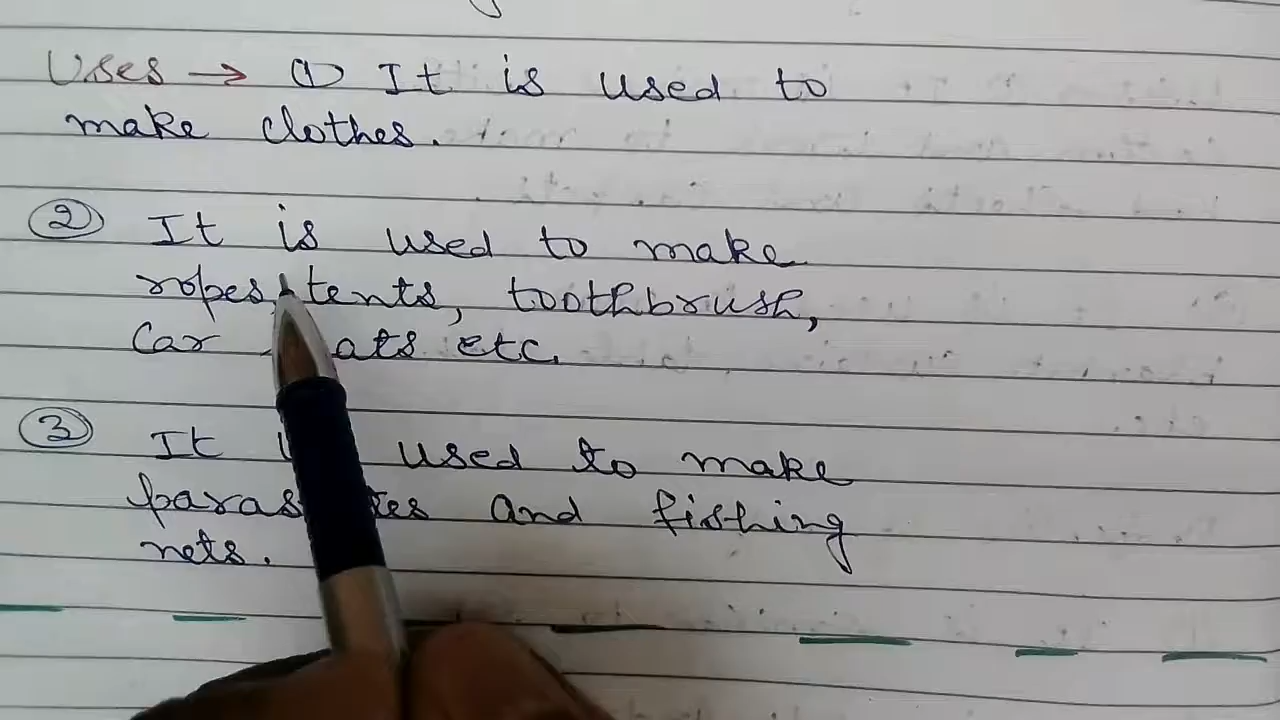 Uses → ① It is used to
make clothes.
② It is used to make
ropes, tents, toothbrush,
Car etc.
③ It used to make
and fishing
nets.